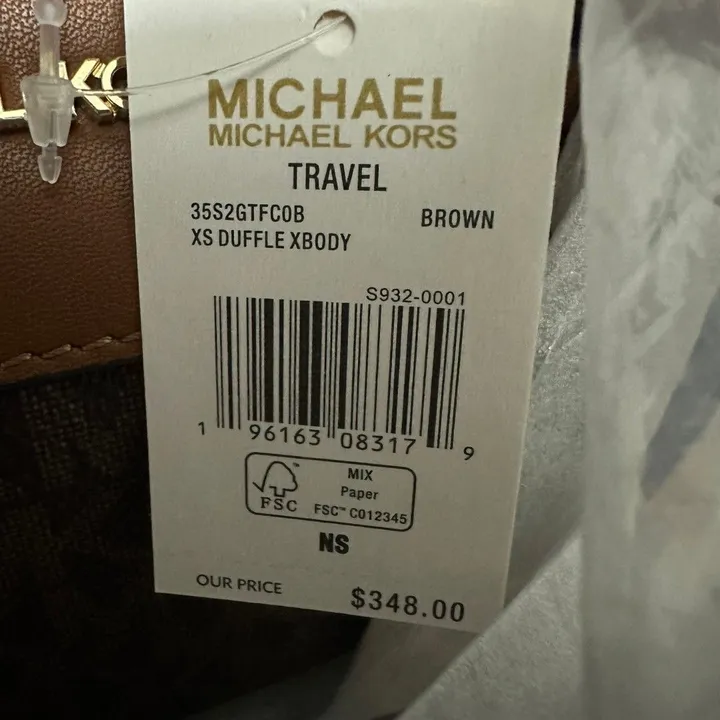 MICHAEL
MICHAEL KORS
TRAVEL
35S2GTFC0B BROWN
XS DUFFLE XBODY
S932-0001
1 96163 08317 9
FSC™
MIX
Paper
FSC™ C012345
NS
OUR PRICE $348.00